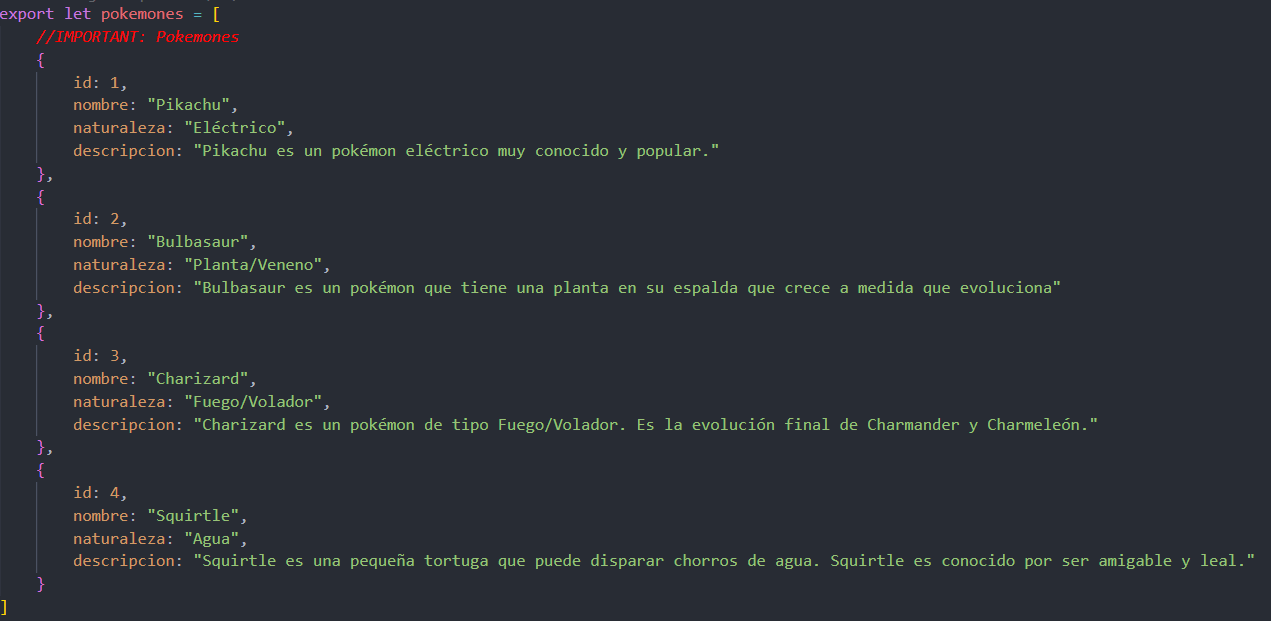 export let pokemones = [
    //IMPORTANT: Pokemones
    {
        id: 1,
        nombre: "Pikachu",
        naturaleza: "Eléctrico",
        descripcion: "Pikachu es un pokémon eléctrico muy conocido y popular."
    },
    {
        id: 2,
        nombre: "Bulbasaur",
        naturaleza: "Planta/Veneno",
        descripcion: "Bulbasaur es un pokémon que tiene una planta en su espalda que crece a medida que evoluciona"
    },
    {
        id: 3,
        nombre: "Charizard",
        naturaleza: "Fuego/Volador",
        descripcion: "Charizard es un pokémon de tipo Fuego/Volador. Es la evolución final de Charmander y Charmeleón."
    },
    {
        id: 4,
        nombre: "Squirtle",
        naturaleza: "Agua",
        descripcion: "Squirtle es una pequeña tortuga que puede disparar chorros de agua. Squirtle es conocido por ser amigable y leal."
    }
]